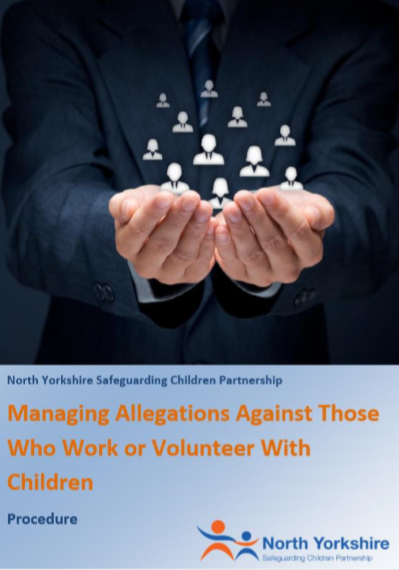 North Yorkshire Safeguarding Children Partnership
Managing Allegations Against Those
Who Work or Volunteer With
Children
Procedure
North Yorkshire
Safeguarding Children Partnership